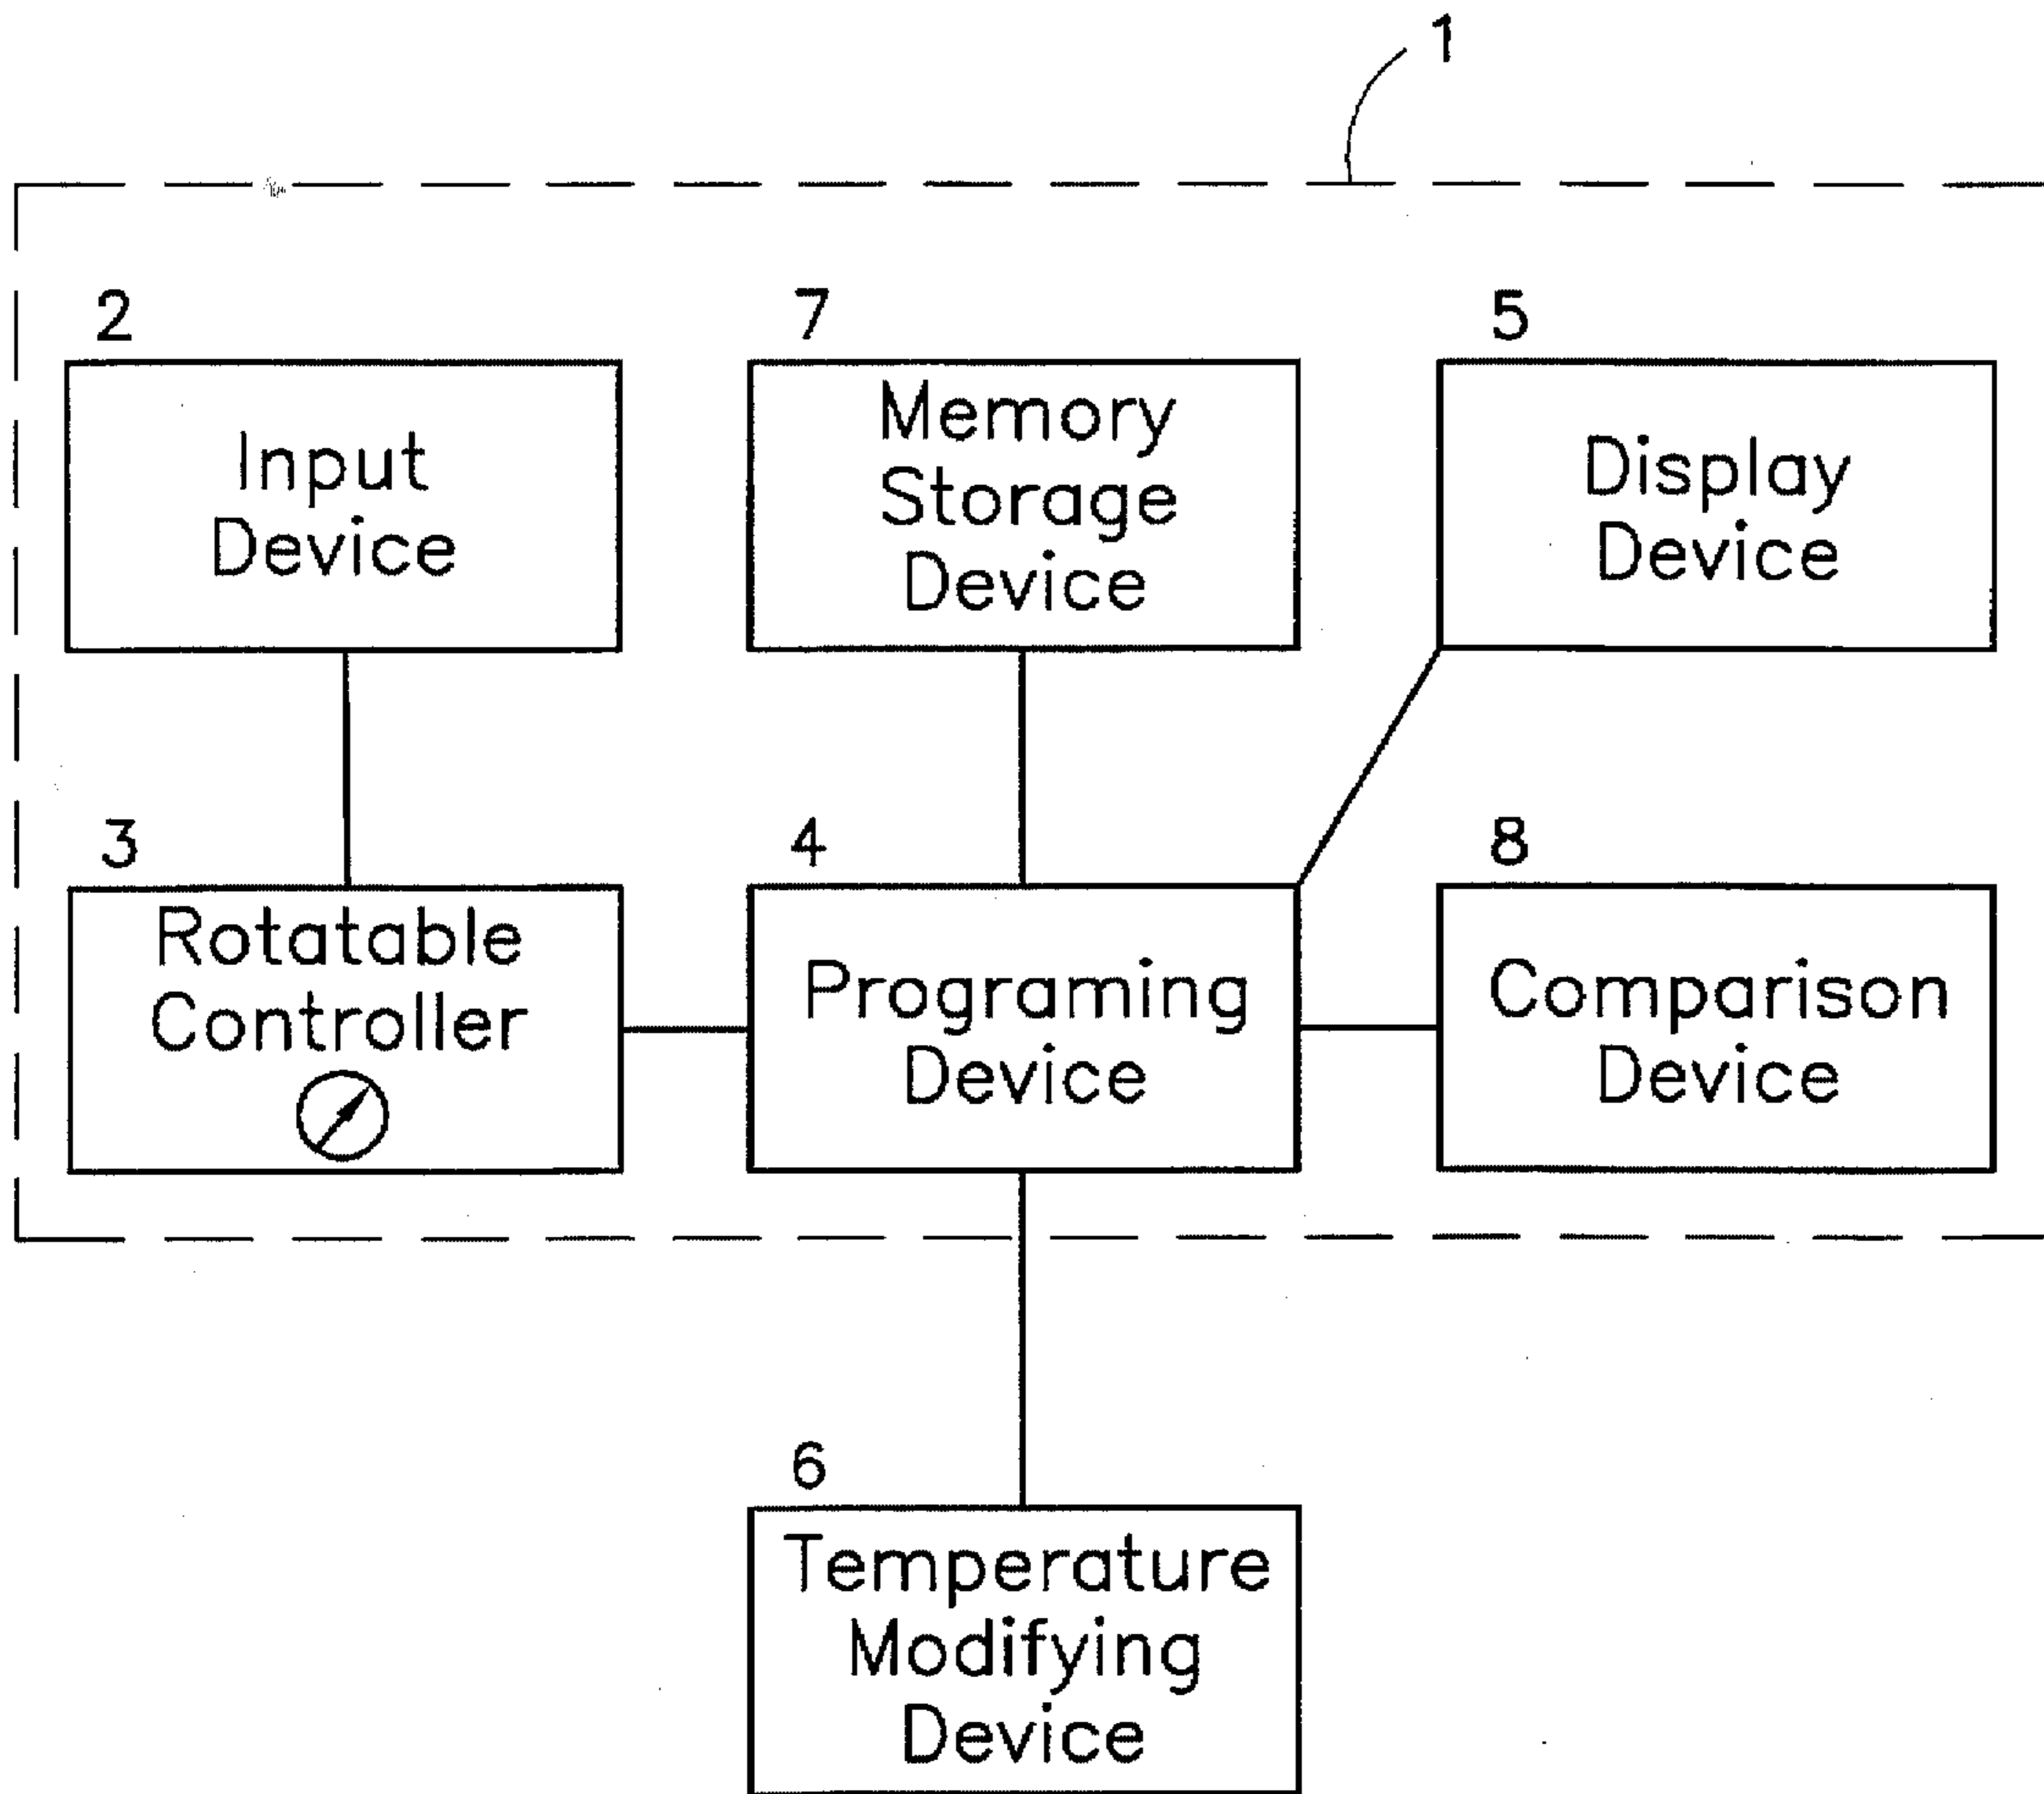 1
2
Input
Device
7
Memory
Storage
Device
5
Display
Device
3
Rotatable
Controller
4
Programing
Device
8
Comparison
Device
6
Temperature
Modifying
Device